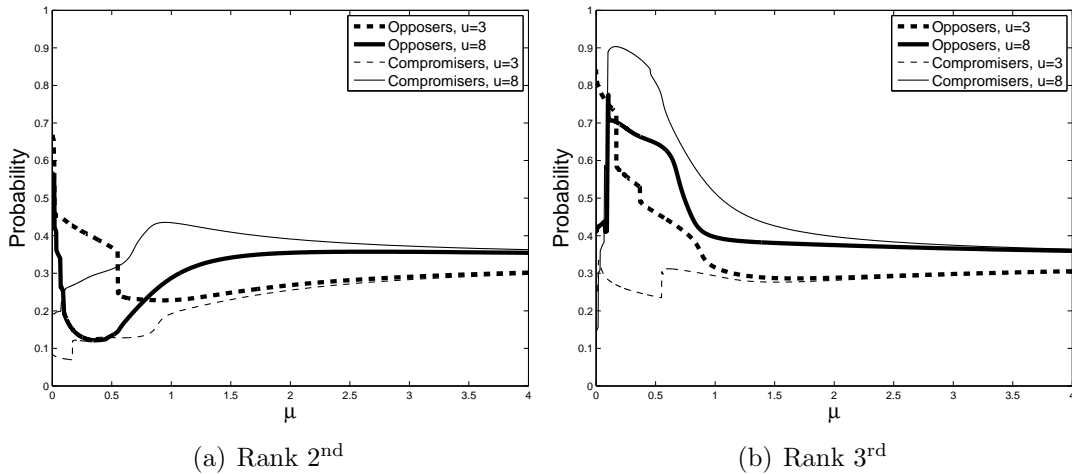 1
0.9
0.8
0.7
0.6
0.5
0.4
0.3
0.2
0.1
0
Probability
0 0.5 1 1.5 2 2.5 3 3.5 4
μ
Opposers, u=3
Opposers, u=8
Compromisers, u=3
Compromisers, u=8
(a) Rank 2nd
1
0.9
0.8
0.7
0.6
0.5
0.4
0.3
0.2
0.1
0
Probability
0 0.5 1 1.5 2 2.5 3 3.5 4
μ
Opposers, u=3
Opposers, u=8
Compromisers, u=3
Compromisers, u=8
(b) Rank 3rd